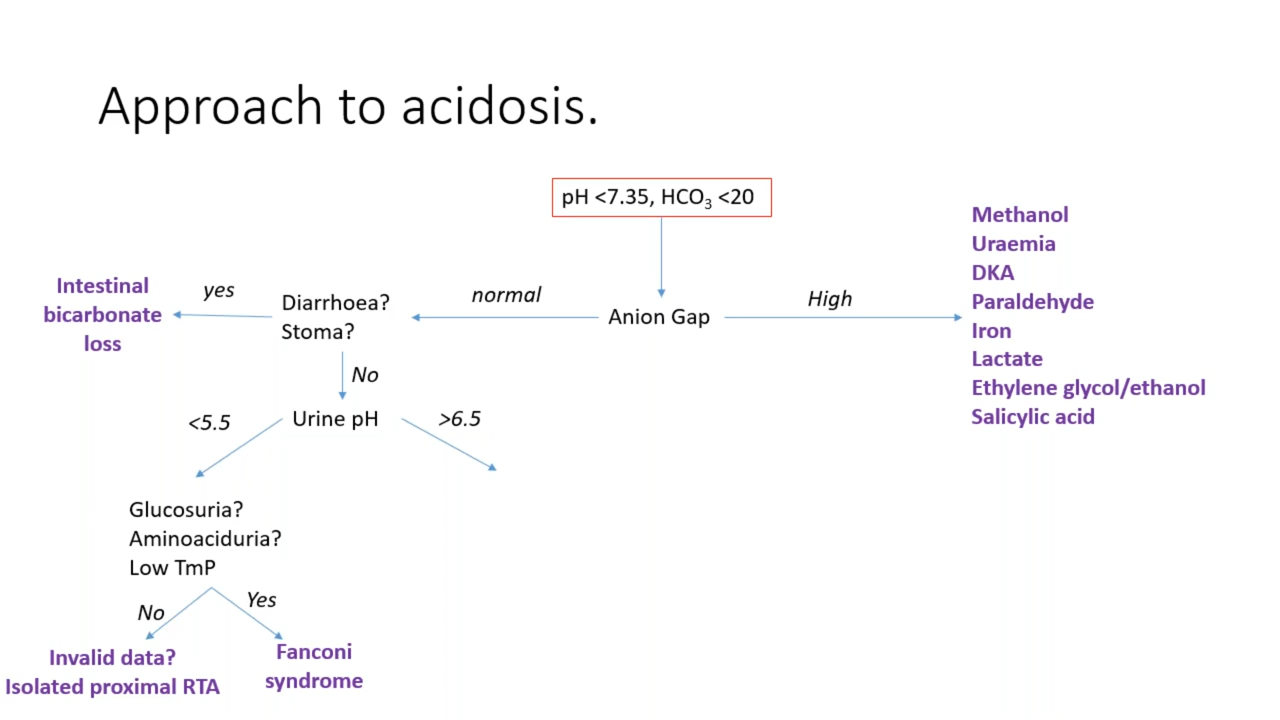 Approach to acidosis.
pH <7.35, HCO₃ <20
Anion Gap
High
Methanol
Uraemia
DKA
Paraldehyde
Iron
Lactate
Ethylene glycol/ethanol
Salicylic acid
normal
Diarrhoea?
Stoma?
yes
Intestinal
bicarbonate
loss
No
Urine pH
<5.5
>6.5
Glucosuria?
Aminoaciduria?
Low TmP
No
Yes
Invalid data?
Isolated proximal RTA
Fanconi
syndrome